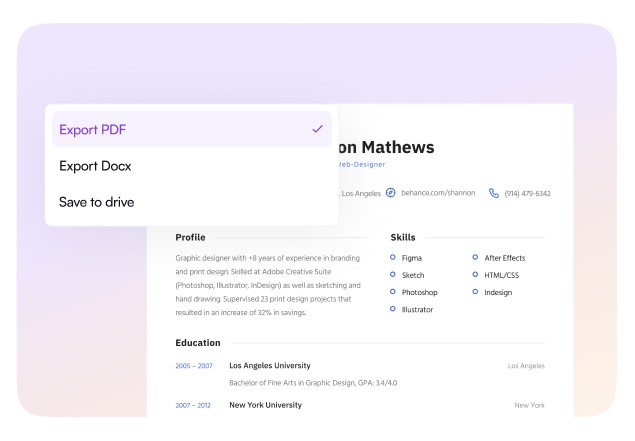 Export PDF
Export Docx
Save to drive
on Mathews
Web-Designer
Los Angeles
behance.com/shannon
(914) 479-6342
Profile
Graphic designer with +8 years of experience in branding
and print design. Skilled at Adobe Creative Suite
(Photoshop, Illustrator, InDesign) as well as sketching and
hand drawing. Supervised 23 print design projects that
resulted in an increase of 32% in savings.
Skills
Figma
After Effects
Sketch
HTML/CSS
Photoshop
Indesign
Illustrator
Education
2005 – 2007
Los Angeles University
Los Angeles
Bachelor of Fine Arts in Graphic Design, GPA: 3.4/4.0
2007 – 2012
New York University
New York